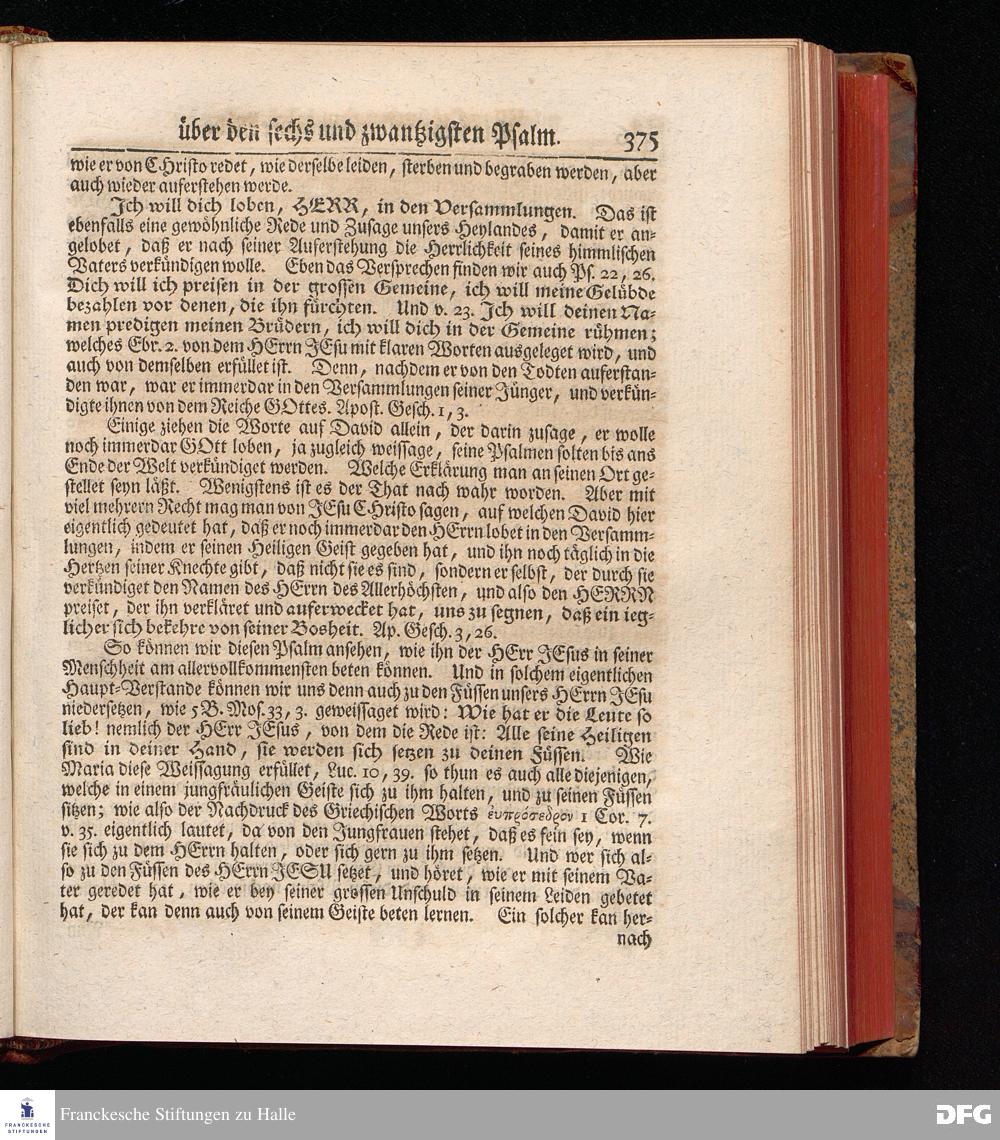 über den sechs und zwantzigsten Psalm. 375
wie er von CHristo redet, wie derselbe leiden, sterben und begraben werden, aber
auch wieder auferstehen werde.
Ich will dich loben, HERR, in den Versammlungen. Das ist
ebenfalls eine gewöhnliche Rede und Zusage unsers Heylandes, damit er an-
gelobet, daß er nach seiner Auferstehung die Herrlichkeit seines himmlischen
Vaters verkündigen wolle. Eben das Versprechen finden wir auch Ps. 22, 26.
Dich will ich preisen in der grossen Gemeine, ich will meine Gelübde
bezahlen vor denen, die ihn fürchten. Und v. 23. Ich will deinen Na-
men predigen meinen Brüdern, ich will dich in der Gemeine rühmen;
welches Ebr. 2. von dem HErrn JEsu mit klaren Worten ausgeleget wird, und
auch von demselben erfüllet ist. Denn, nachdem er von den Todten auferstan-
den war, war er immerdar in den Versammlungen seiner Jünger, und verkün-
digte ihnen von dem Reiche GOttes. Apost. Gesch. 1, 3.
Einige ziehen die Worte auf David allein, der darin zusage, er wolle
noch immerdar GOtt loben, ja zugleich weissage, seine Psalmen solten bis ans
Ende der Welt verkündiget werden. Welche Erklärung man an seinen Ort ge-
stellet seyn läßt. Wenigstens ist es der That nach wahr worden. Aber mit
viel mehrern Recht mag man von JEsu CHristo sagen, auf welchen David hier
eigentlich gedeutet hat, daß er noch immerdar den HErrn lobet in den Versamm-
lungen, indem er seinen Heiligen Geist gegeben hat, und ihn noch täglich in die
Hertzen seiner Knechte gibt, daß nicht sie es sind, sondern er selbst, der durch sie
verkündiget den Namen des HErrn des Allerhöchsten, und also den HERRN
preiset, der ihn verkläret und auferwecket hat, uns zu segnen, daß ein ieg-
licher sich bekehre von seiner Bosheit. Ap. Gesch. 3, 26.
So können wir diesen Psalm ansehen, wie ihn der HErr JEsus in seiner
Menschheit am allervollkommensten beten können. Und in solchem eigentlichen
Haupt-Verstande können wir uns denn auch zu den Füssen unsers HErrn JEsu
niedersetzen, wie 5 B. Mos. 33, 3. geweissaget wird: Wie hat er die Leute so
lieb! nemlich der HErr JEsus, von dem die Rede ist: Alle seine Heiligen
sind in deiner Hand, sie werden sich setzen zu deinen Füssen. Wie
Maria diese Weissagung erfüllet, Luc. 10, 39. so thun es auch alle diejenigen,
welche in einem jungfräulichen Geiste sich zu ihm halten, und zu seinen Füssen
sitzen; wie also der Nachdruck des Griechischen Worts ἐυπρόσεδρον 1 Cor. 7.
v. 35. eigentlich lautet, da von den Jungfrauen stehet, daß es fein sey, wenn
sie sich zu dem HErrn halten, oder sich gern zu ihm setzen. Und wer sich al-
so zu den Füssen des HErrn JESU setzet, und höret, wie er mit seinem Va-
ter geredet hat, wie er bey seiner grossen Unschuld in seinem Leiden gebetet
hat, der kan denn auch von seinem Geiste beten lernen. Ein solcher kan her-
nach
FRANCKESCHE
STIFTUNGEN
Franckesche Stiftungen zu Halle
DFG